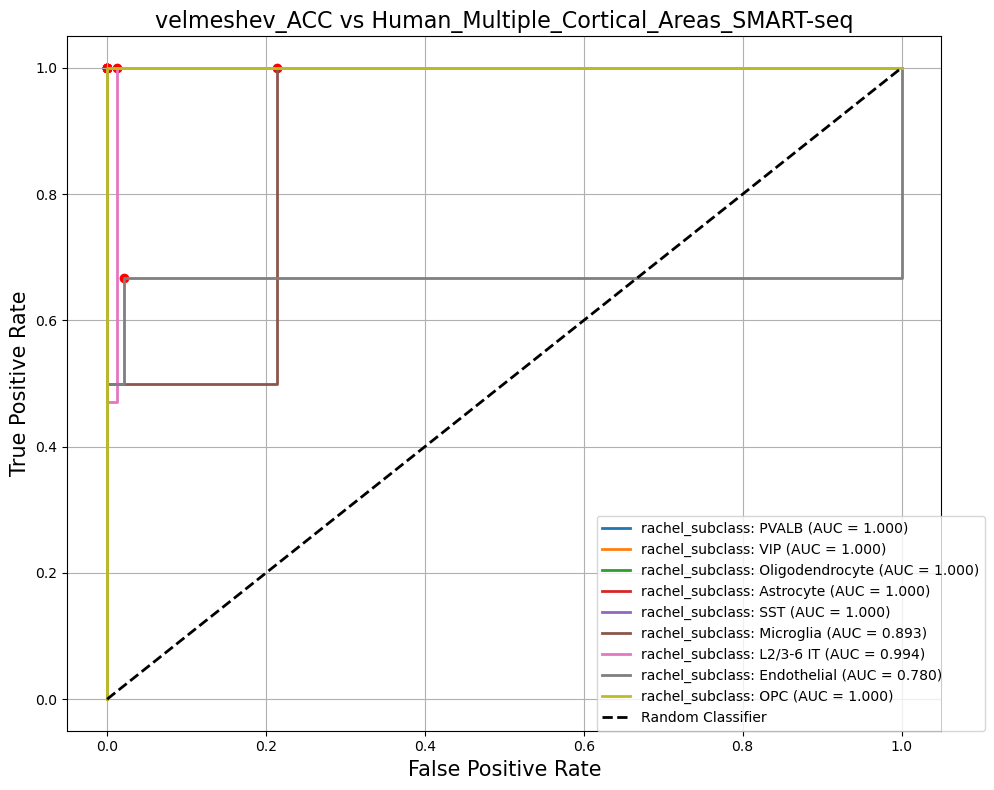 velmeshev_ACC vs Human_Multiple_Cortical_Areas_SMART-seq
1.0
0.8
0.6
0.4
0.2
0.0
True Positive Rate
0.0 0.2 0.4 0.6 0.8 1.0
False Positive Rate
rachel_subclass: PVALB (AUC = 1.000)
rachel_subclass: VIP (AUC = 1.000)
rachel_subclass: Oligodendrocyte (AUC = 1.000)
rachel_subclass: Astrocyte (AUC = 1.000)
rachel_subclass: SST (AUC = 1.000)
rachel_subclass: Microglia (AUC = 0.893)
rachel_subclass: L2/3-6 IT (AUC = 0.994)
rachel_subclass: Endothelial (AUC = 0.780)
rachel_subclass: OPC (AUC = 1.000)
Random Classifier